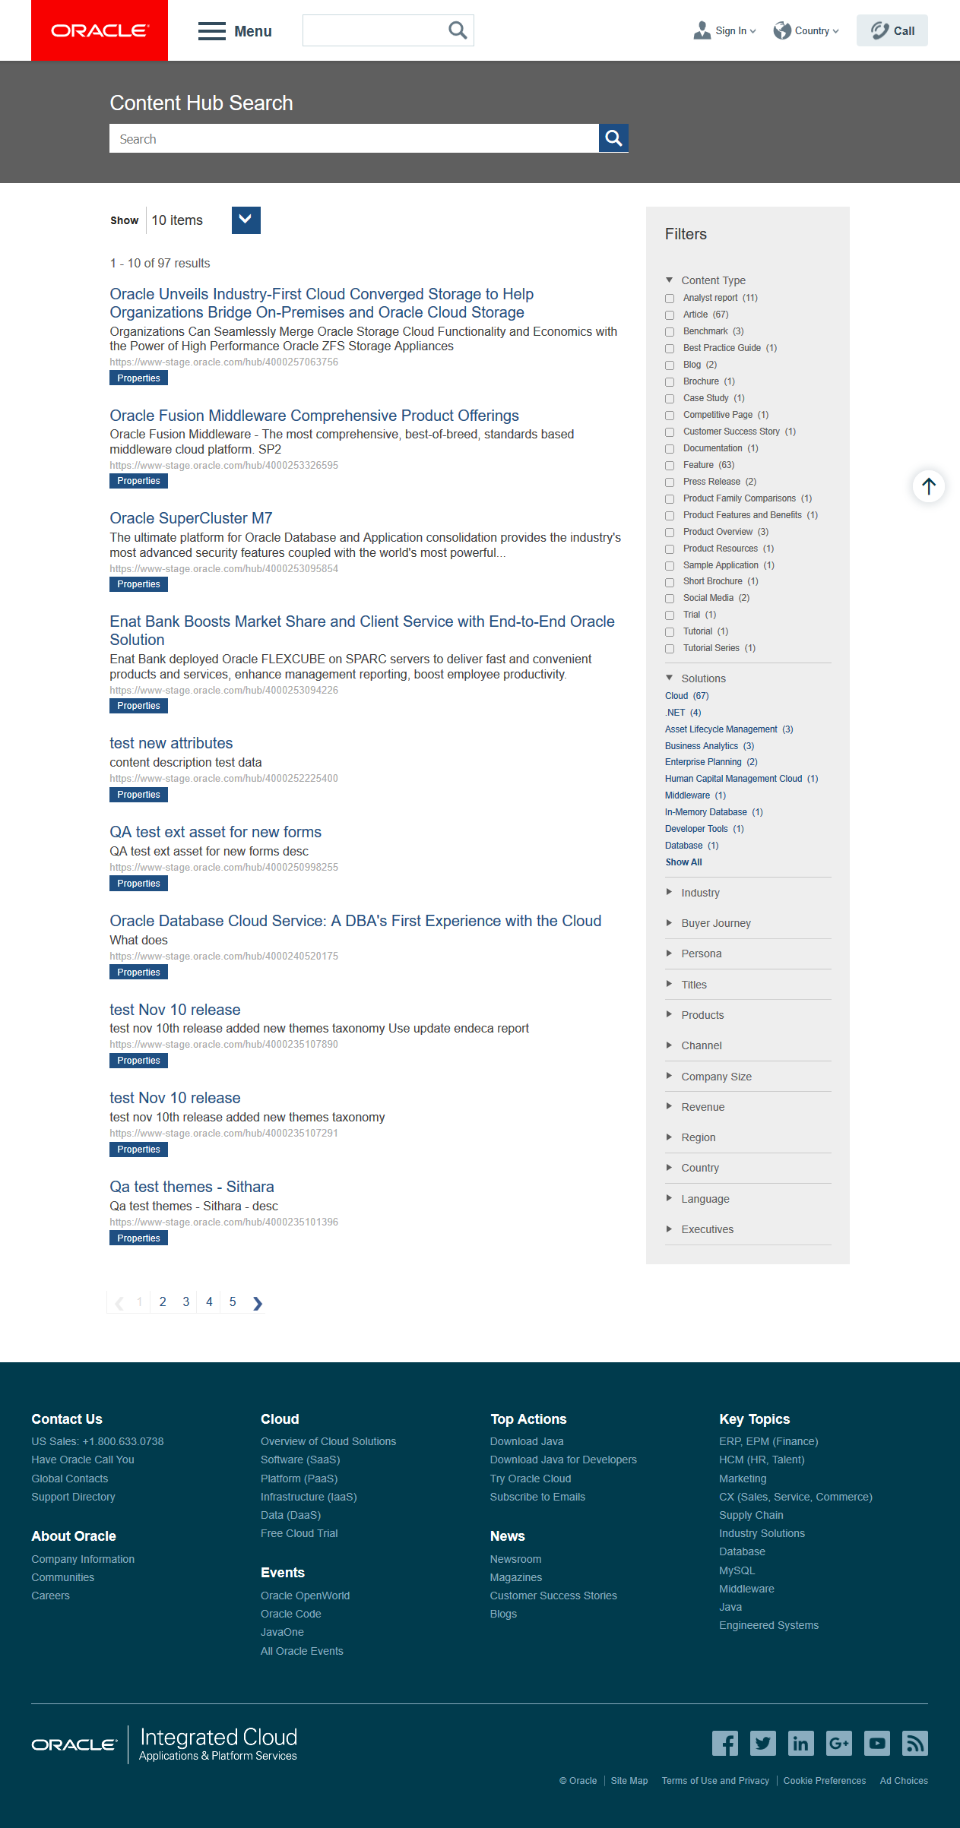 ORACLE
Menu
Sign In
Country
Call
Content Hub Search
Search
Show 10 items
1 - 10 of 97 results
Oracle Unveils Industry-First Cloud Converged Storage to Help
Organizations Bridge On-Premises and Oracle Cloud Storage
Organizations Can Seamlessly Merge Oracle Storage Cloud Functionality and Economics with
the Power of High Performance Oracle ZFS Storage Appliances
https://www-stage.oracle.com/hub/4000257063756
Properties
Oracle Fusion Middleware Comprehensive Product Offerings
Oracle Fusion Middleware - The most comprehensive, best-of-breed, standards based
middleware cloud platform. SP2
https://www-stage.oracle.com/hub/4000253326595
Properties
Oracle SuperCluster M7
The ultimate platform for Oracle Database and Application consolidation provides the industry's
most advanced security features coupled with the world's most powerful...
https://www-stage.oracle.com/hub/4000253095854
Properties
Enat Bank Boosts Market Share and Client Service with End-to-End Oracle
Solution
Enat Bank deployed Oracle FLEXCUBE on SPARC servers to deliver fast and convenient
products and services, enhance management reporting, boost employee productivity.
https://www-stage.oracle.com/hub/4000253094226
Properties
test new attributes
content description test data
https://www-stage.oracle.com/hub/4000252225400
Properties
QA test ext asset for new forms
QA test ext asset for new forms desc
https://www-stage.oracle.com/hub/4000250998255
Properties
Oracle Database Cloud Service: A DBA's First Experience with the Cloud
What does
https://www-stage.oracle.com/hub/4000240520175
Properties
test Nov 10 release
test nov 10th release added new themes taxonomy Use update endeca report
https://www-stage.oracle.com/hub/4000235107890
Properties
test Nov 10 release
test nov 10th release added new themes taxonomy
https://www-stage.oracle.com/hub/4000235107291
Properties
Qa test themes - Sithara
Qa test themes - Sithara - desc
https://www-stage.oracle.com/hub/4000235101396
Properties
1 2 3 4 5
Filters
Content Type
Analyst report (11)
Article (67)
Benchmark (3)
Best Practice Guide (1)
Blog (2)
Brochure (1)
Case Study (1)
Competitive Page (1)
Customer Success Story (1)
Documentation (1)
Feature (63)
Press Release (2)
Product Family Comparisons (1)
Product Features and Benefits (1)
Product Overview (3)
Product Resources (1)
Sample Application (1)
Short Brochure (1)
Social Media (2)
Trial (1)
Tutorial (1)
Tutorial Series (1)
Solutions
Cloud (67)
.NET (4)
Asset Lifecycle Management (3)
Business Analytics (3)
Enterprise Planning (2)
Human Capital Management Cloud (1)
Middleware (1)
In-Memory Database (1)
Developer Tools (1)
Database (1)
Show All
Industry
Buyer Journey
Persona
Titles
Products
Channel
Company Size
Revenue
Region
Country
Language
Executives
Contact Us
US Sales: +1.800.633.0738
Have Oracle Call You
Global Contacts
Support Directory
About Oracle
Company Information
Communities
Careers
Cloud
Overview of Cloud Solutions
Software (SaaS)
Platform (PaaS)
Infrastructure (IaaS)
Data (DaaS)
Free Cloud Trial
Events
Oracle OpenWorld
Oracle Code
JavaOne
All Oracle Events
Top Actions
Download Java
Download Java for Developers
Try Oracle Cloud
Subscribe to Emails
News
Newsroom
Magazines
Customer Success Stories
Blogs
Key Topics
ERP, EPM (Finance)
HCM (HR, Talent)
Marketing
CX (Sales, Service, Commerce)
Supply Chain
Industry Solutions
Database
MySQL
Middleware
Java
Engineered Systems
ORACLE
Integrated Cloud
Applications & Platform Services
© Oracle Site Map Terms of Use and Privacy Cookie Preferences Ad Choices